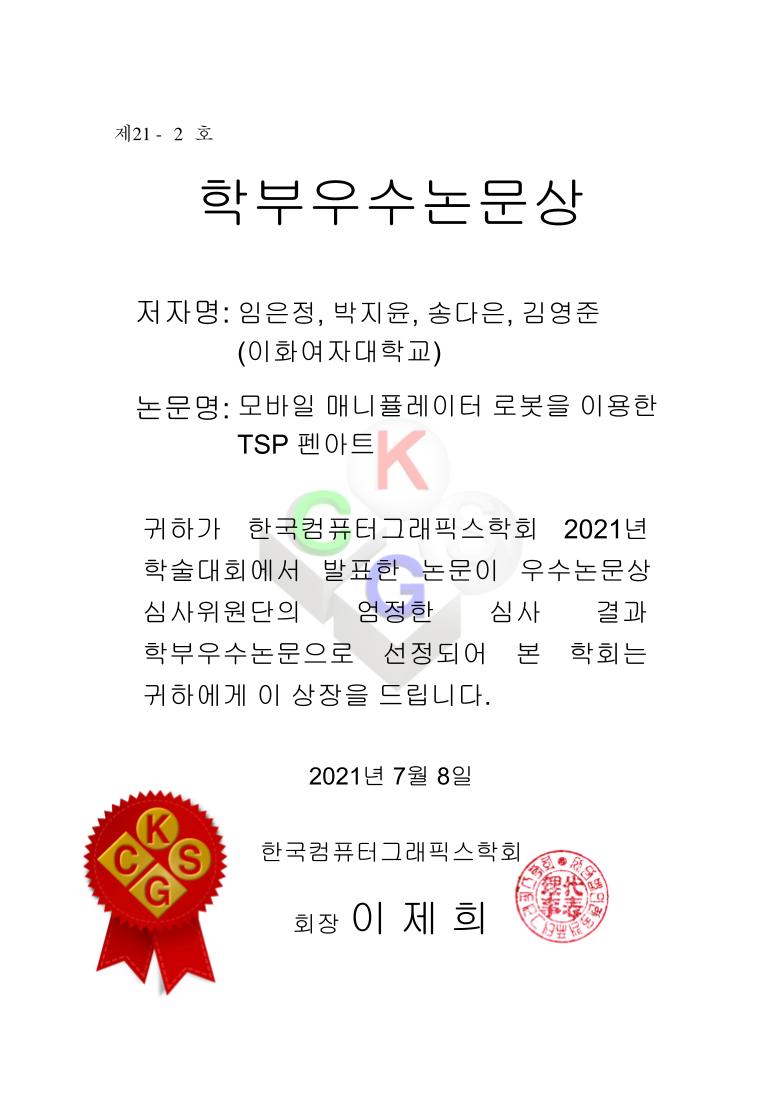 제21 - 2 호
학부우수논문상
저자명: 임은정, 박지윤, 송다은, 김영준
(이화여자대학교)
논문명: 모바일 매니퓰레이터 로봇을 이용한
TSP 펜아트
귀하가 한국컴퓨터그래픽스학회 2021년
학술대회에서 발표한 논문이 우수논문상
심사위원단의 엄정한 심사 결과
학부우수논문으로 선정되어 본 학회는
귀하에게 이 상장을 드립니다.
2021년 7월 8일
한국컴퓨터그래픽스학회
회장 이 제 희
K
C S
G
K
C C
G
代表
理事